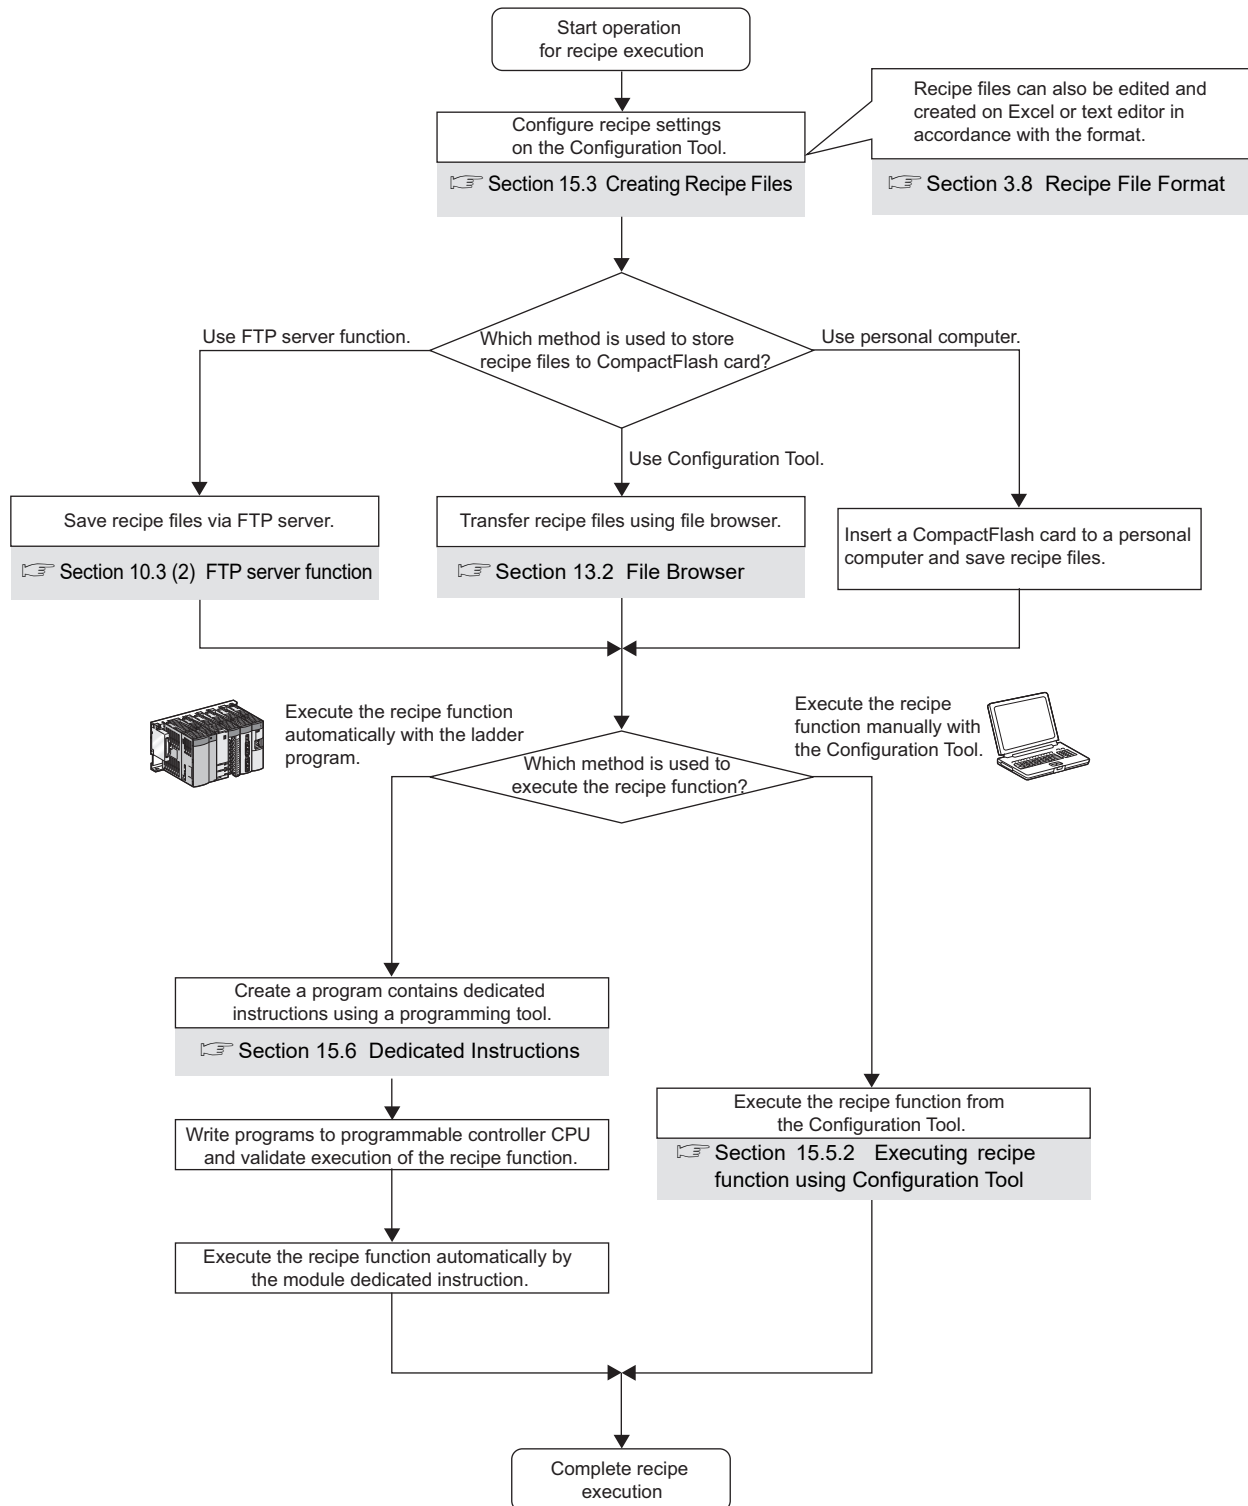 Start operation
for recipe execution
Recipe files can also be edited and
created on Excel or text editor in
accordance with the format.
Section 3.8 Recipe File Format
Configure recipe settings
on the Configuration Tool.
Section 15.3 Creating Recipe Files
Which method is used to store
recipe files to CompactFlash card?
Use FTP server function.
Use personal computer.
Use Configuration Tool.
Save recipe files via FTP server.
Section 10.3 (2) FTP server function
Transfer recipe files using file browser.
Section 13.2 File Browser
Insert a CompactFlash card to a personal
computer and save recipe files.
Execute the recipe function
automatically with the ladder
program.
Execute the recipe
function manually with
the Configuration Tool.
Which method is used to
execute the recipe function?
Create a program contains dedicated
instructions using a programming tool.
Section 15.6 Dedicated Instructions
Write programs to programmable controller CPU
and validate execution of the recipe function.
Execute the recipe function automatically by
the module dedicated instruction.
Execute the recipe function from
the Configuration Tool.
Section 15.5.2 Executing recipe
function using Configuration Tool
Complete recipe
execution